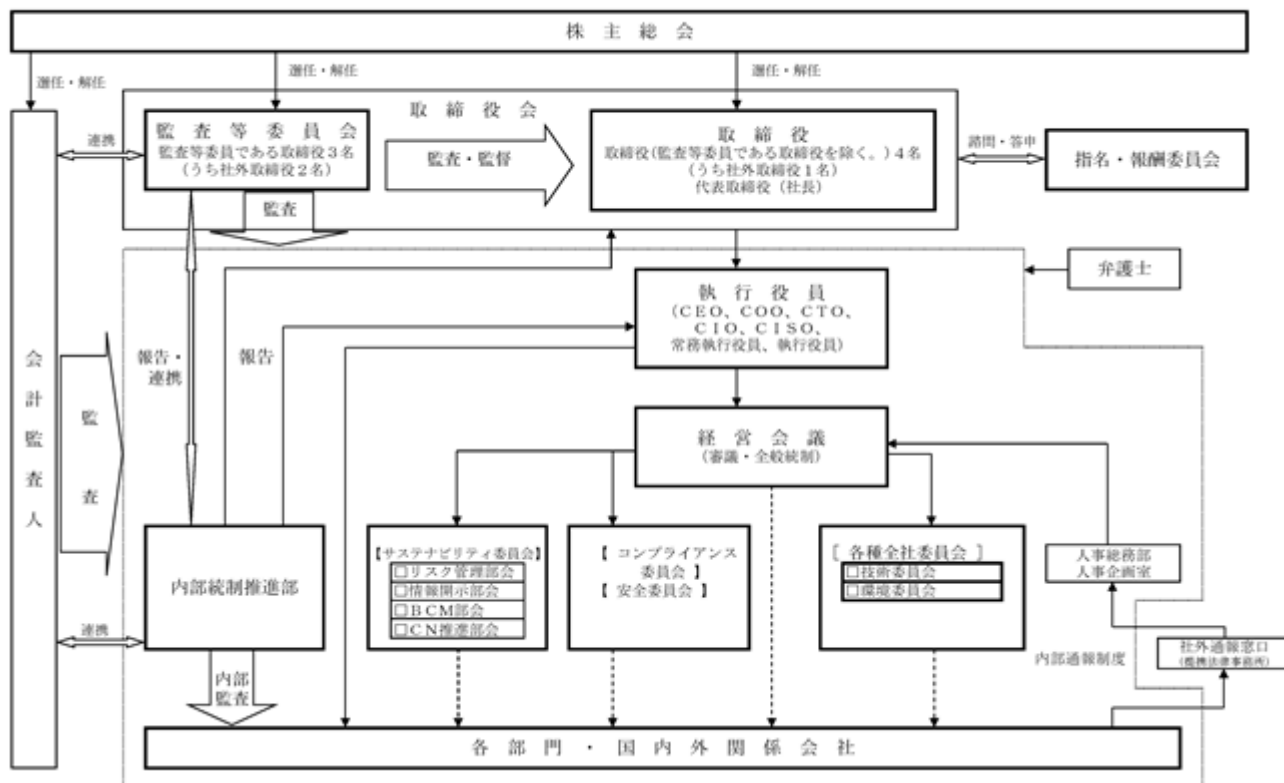 株主総会
選任・解任
選任・解任
選任・解任
取締役会
監査等委員会
監査等委員である取締役3名
(うち社外取締役2名)
連携
監査・監督
取締役
取締役(監査等委員である取締役を除く。)4名
(うち社外取締役1名)
代表取締役(社長)
諮問・答申
指名・報酬委員会
監査
弁護士
執行役員
(CEO、COO、CTO、
CIO、CISO、
常務執行役員、執行役員)
会計監査人
監査
報告・
連携
報告
経営会議
(審議・全般統制)
内部統制推進部
【サステナビリティ委員会】
□リスク管理部会
□情報開示部会
□BCM部会
□CN推進部会
【 コンプライアンス
委員会 】
【 安全委員会 】
[ 各種全社委員会 ]
□技術委員会
□環境委員会
人事総務部
人事企画室
連携
内部
監査
内部通報制度
社外通報窓口
(提携法律事務所)
各部門・国内外関係会社